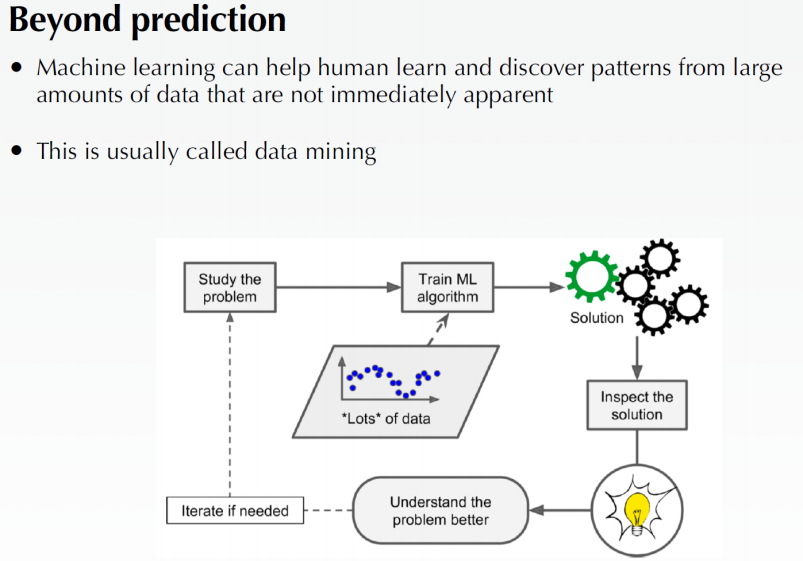 Beyond prediction
• Machine learning can help human learn and discover patterns from large
amounts of data that are not immediately apparent
• This is usually called data mining
Study the
problem
Train ML
algorithm
Solution
*Lots* of data
Inspect the
solution
Understand the
problem better
Iterate if needed